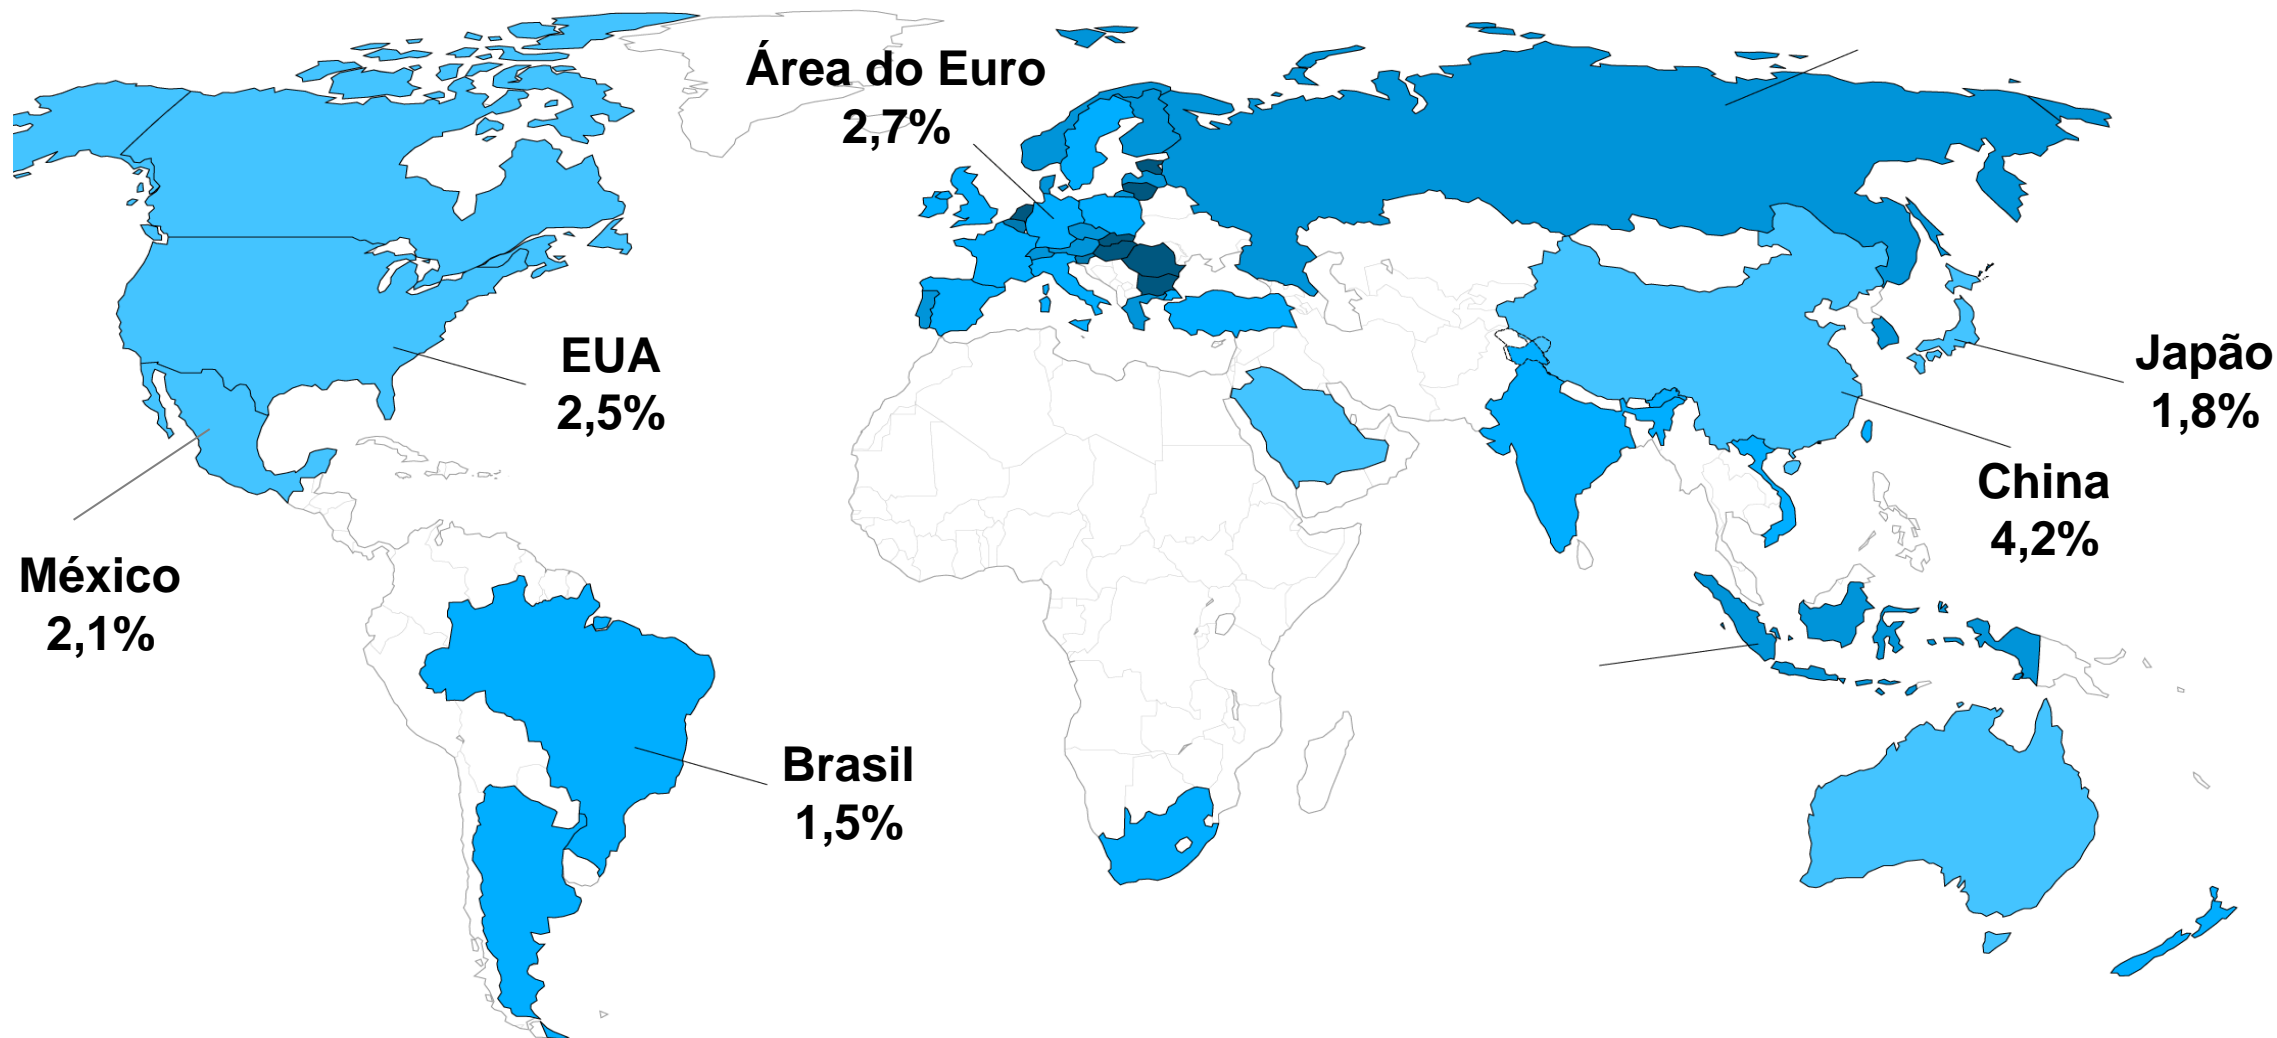 Área do Euro
2,7%
EUA
2,5%
Japão
1,8%
China
4,2%
México
2,1%
Brasil
1,5%